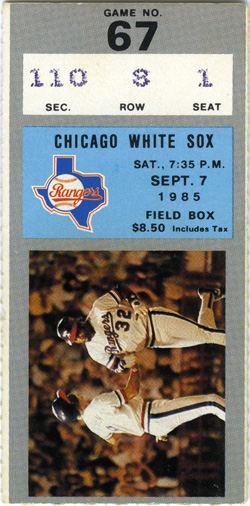 GAME NO.
67
110 8 1
SEC. ROW SEAT
CHICAGO WHITE SOX
SAT., 7:35 P.M.
SEPT. 7
1985
FIELD BOX
$8.50 Includes Tax
Rangers
Rangers
32